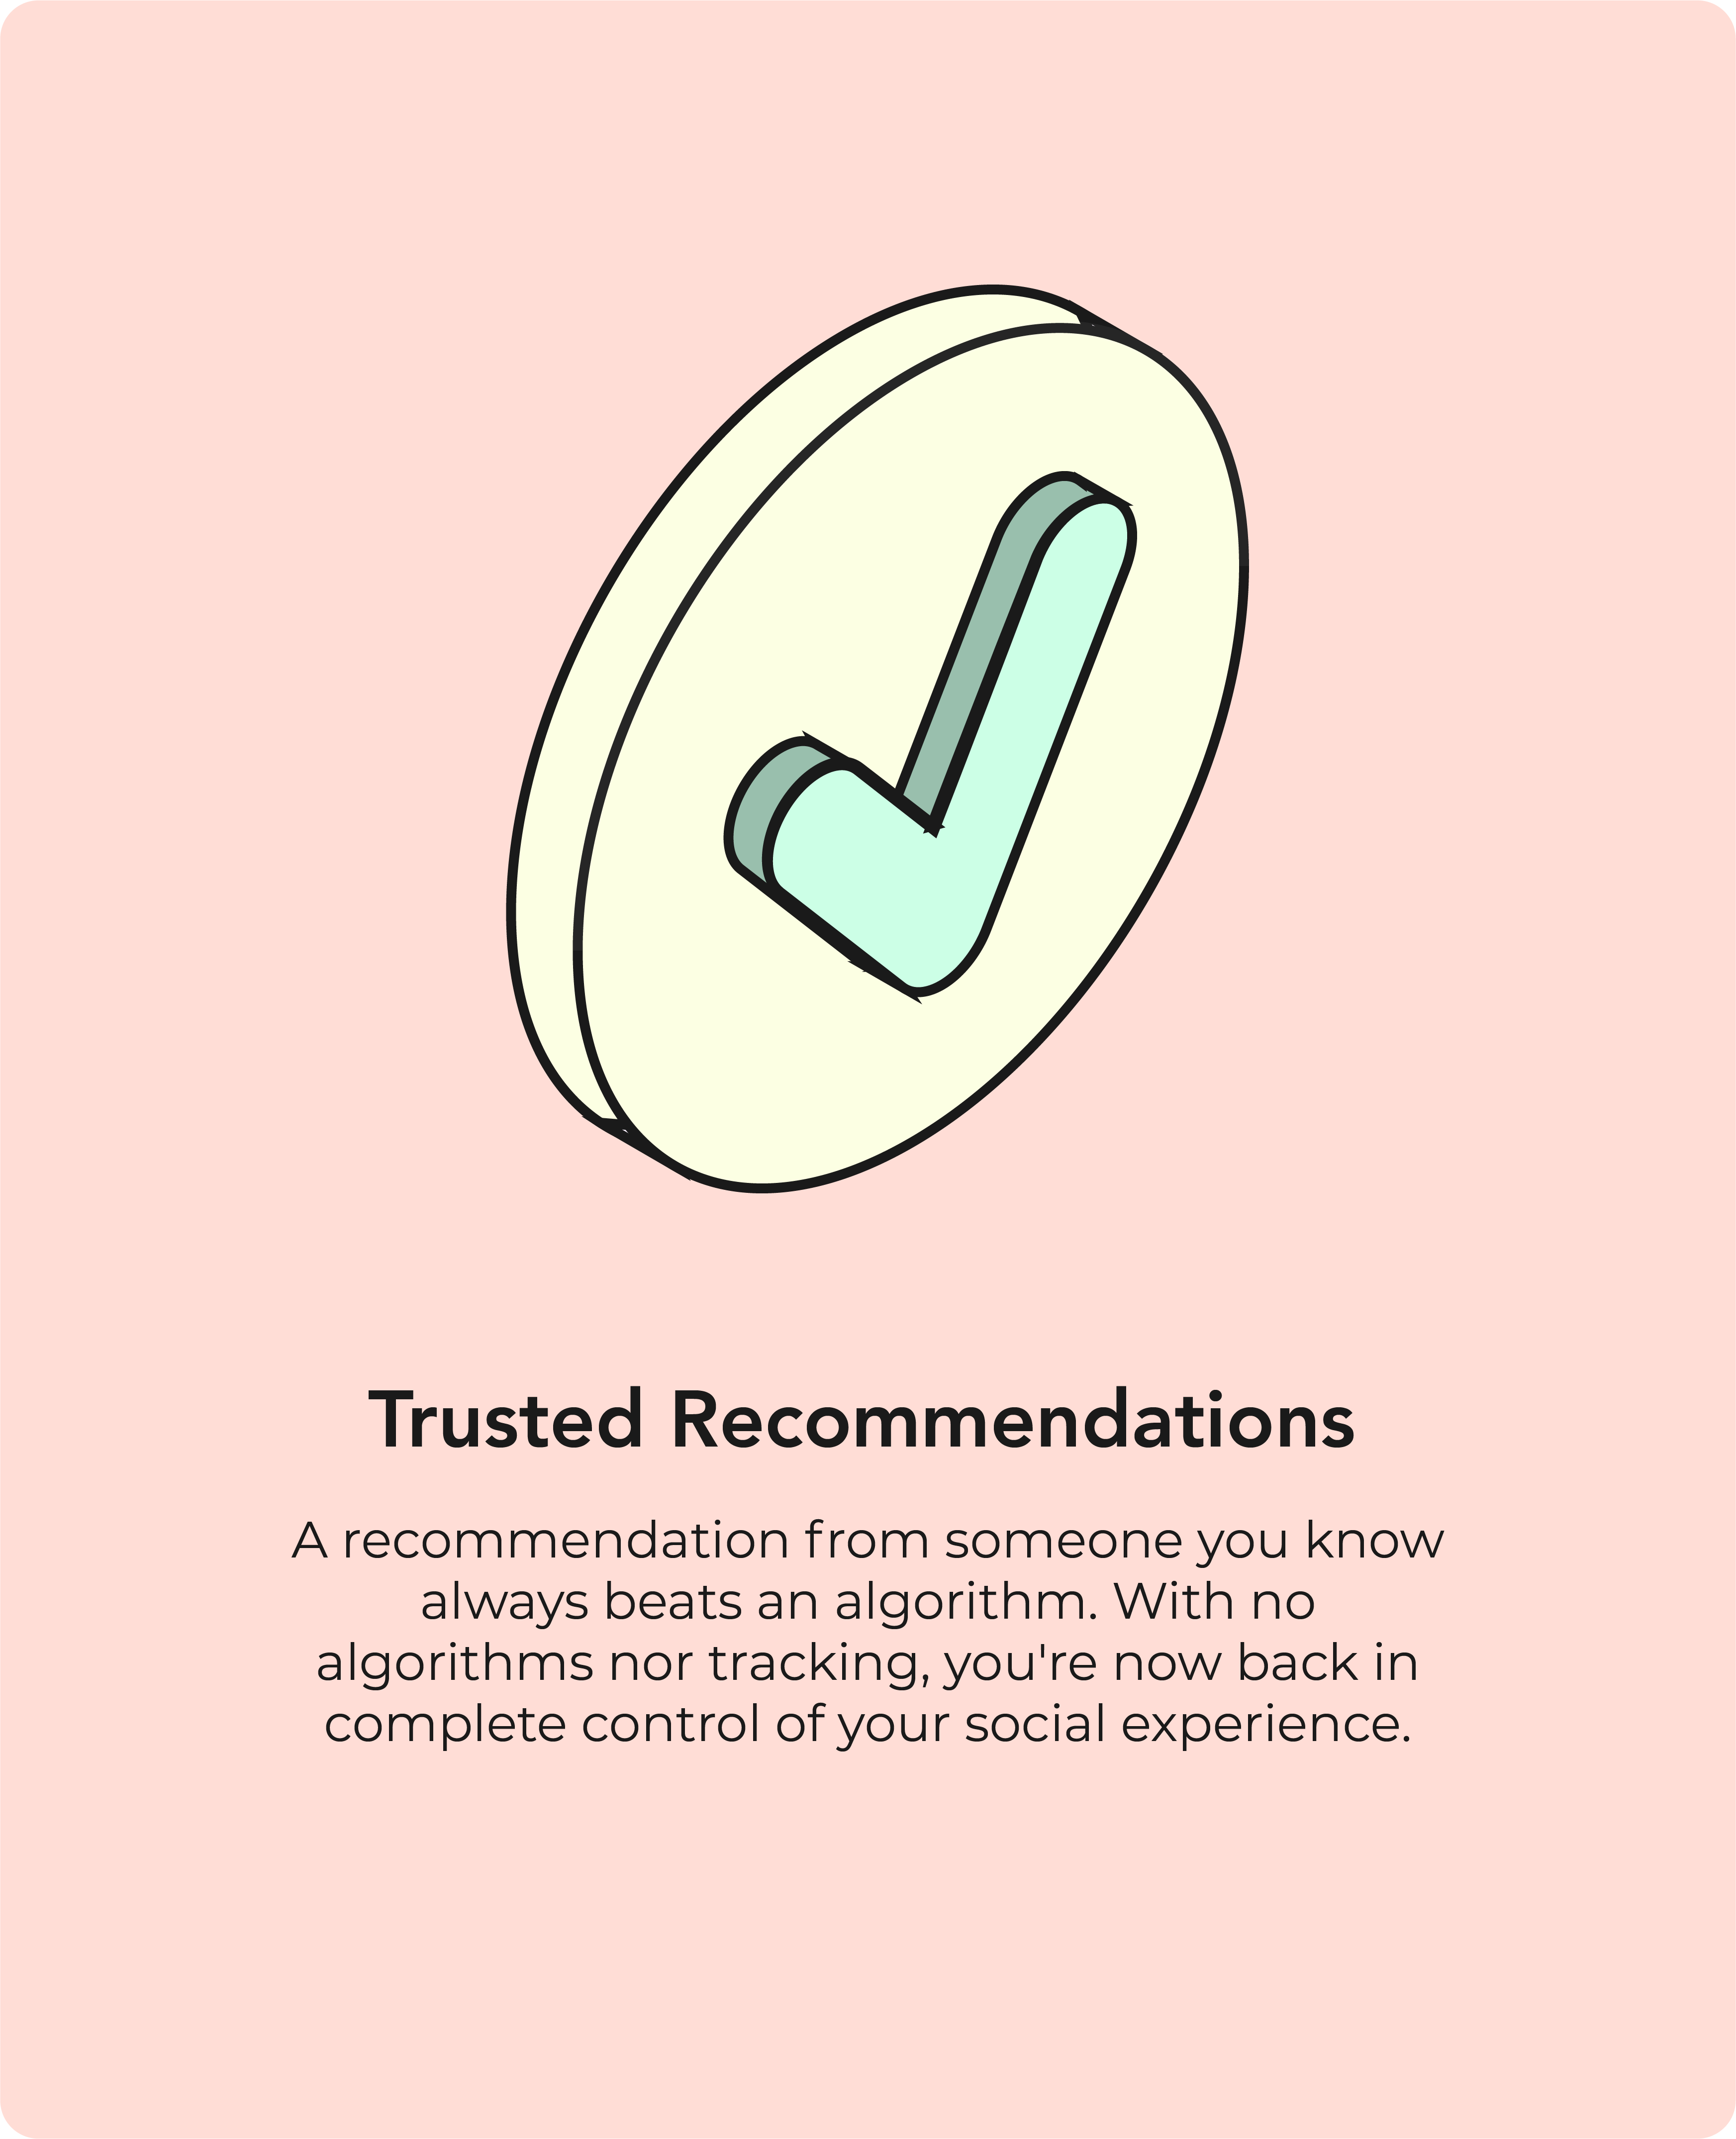 Trusted Recommendations
A recommendation from someone you know
always beats an algorithm. With no
algorithms nor tracking, you're now back in
complete control of your social experience.